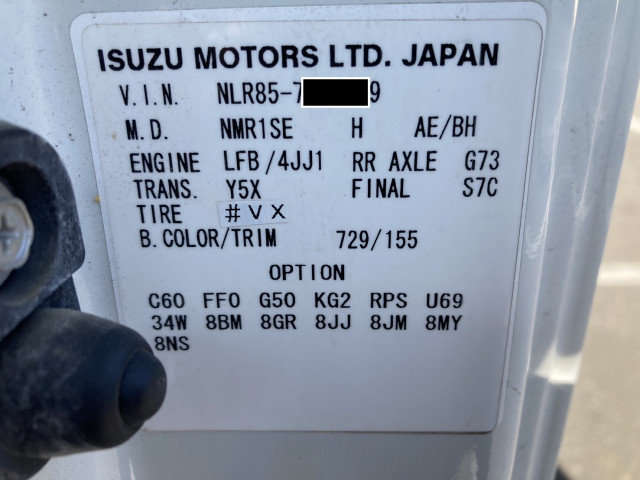 ISUZU MOTORS LTD. JAPAN
V.I.N. NLR85-7 9
M.D. NMR1SE H AE/BH
ENGINE LFB/4JJ1 RR AXLE G73
TRANS. Y5X FINAL S7C
TIRE #VX
B.COLOR/TRIM 729/155
OPTION
C60 FF0 G50 KG2 RPS U69
34W 8BM 8GR 8JJ 8JM 8MY
8NS